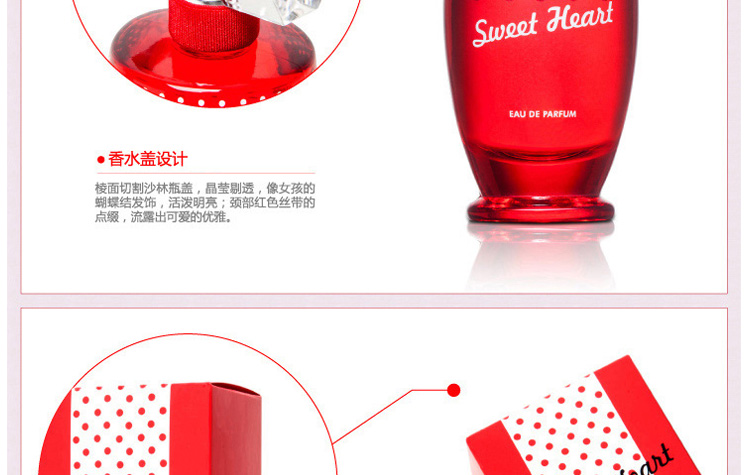 Sweet Heart
EAU DE PARFUM
香水盖设计
棱面切割沙林瓶盖，晶莹剔透，像女孩的
蝴蝶结发饰，活泼明亮；颈部红色丝带的
点缀，流露出可爱的优雅。